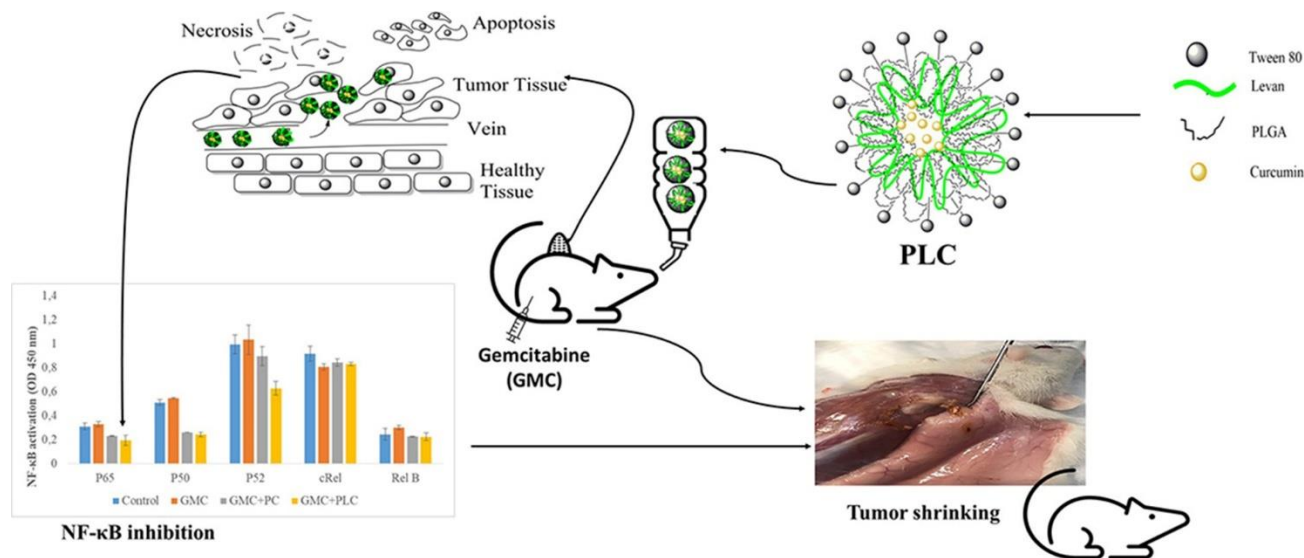 Necrosis
Apoptosis
Tumor Tissue
Vein
Healthy
Tissue
Tween 80
Levan
PLGA
Curcumin
PLC
Gemcitabine
(GMC)
NF-κB activation (OD 450 nm)
1,4
1,2
1
0,8
0,6
0,4
0,2
0
P65 P50 P52 cRel Rel B
Control GMC GMC+PC GMC+PLC
NF-κB inhibition
Tumor shrinking